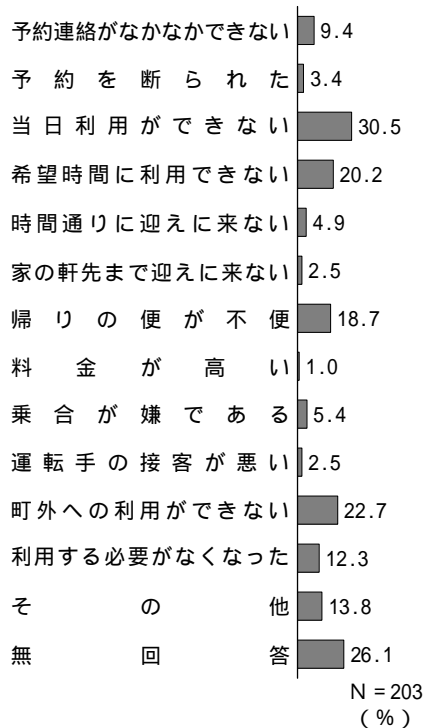 予約連絡がなかなかできない 9.4
予約を断られた 3.4
当日利用ができない 30.5
希望時間に利用できない 20.2
時間通りに迎えに来ない 4.9
家の軒先まで迎えに来ない 2.5
帰りの便が不便 18.7
料金が高い 1.0
乗合が嫌である 5.4
運転手の接客が悪い 2.5
町外への利用ができない 22.7
利用する必要がなくなった 12.3
その他 13.8
無回答 26.1
N = 203
(%)